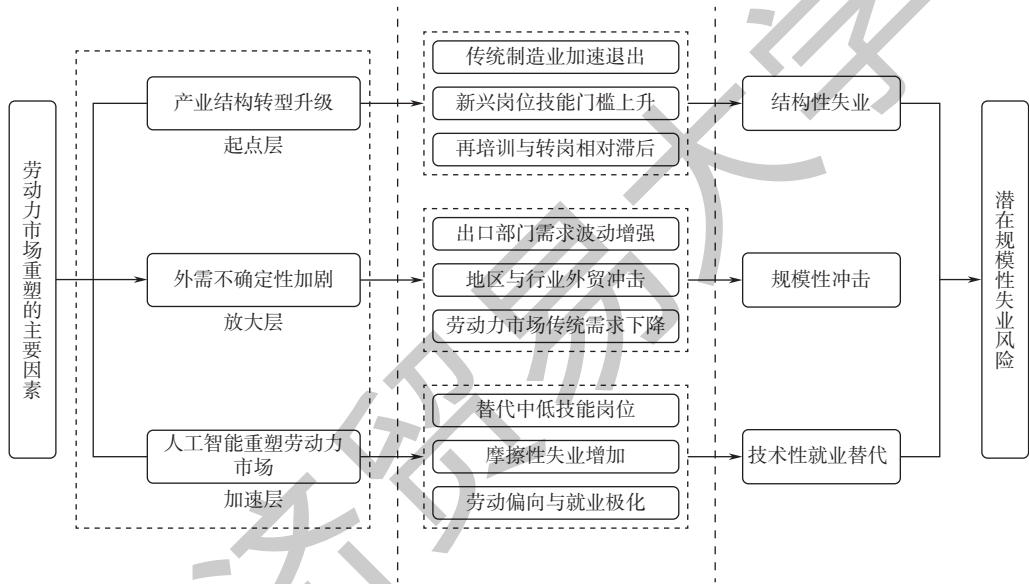 劳动力市场重塑的主要因素
产业结构转型升级
起点层
外需不确定性加剧
放大层
人工智能重塑劳动力
市场
加速层
传统制造业加速退出
新兴岗位技能门槛上升
再培训与转岗相对滞后
出口部门需求波动增强
地区与行业外贸冲击
劳动力市场传统需求下降
替代中低技能岗位
摩擦性失业增加
劳动偏向与就业极化
结构性失业
规模性冲击
技术性就业替代
潜在规模性失业风险
济贸易大学